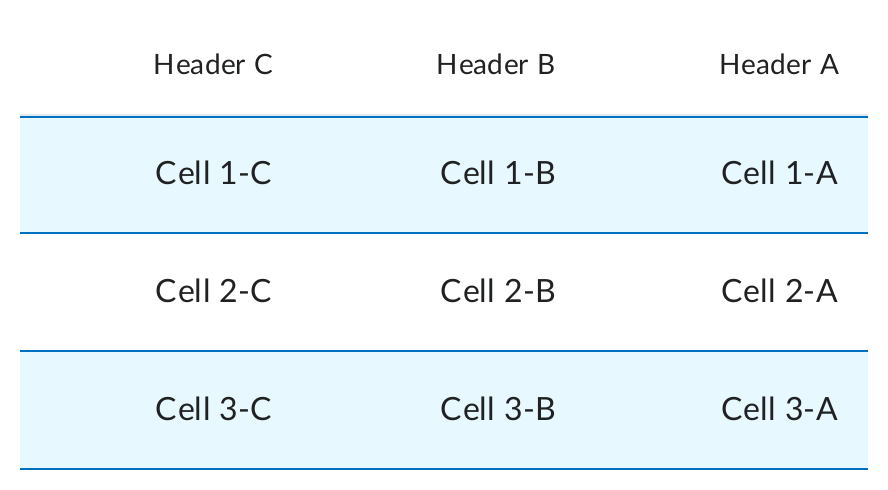 Header C Header B Header A
Cell 1-C Cell 1-B Cell 1-A
Cell 2-C Cell 2-B Cell 2-A
Cell 3-C Cell 3-B Cell 3-A